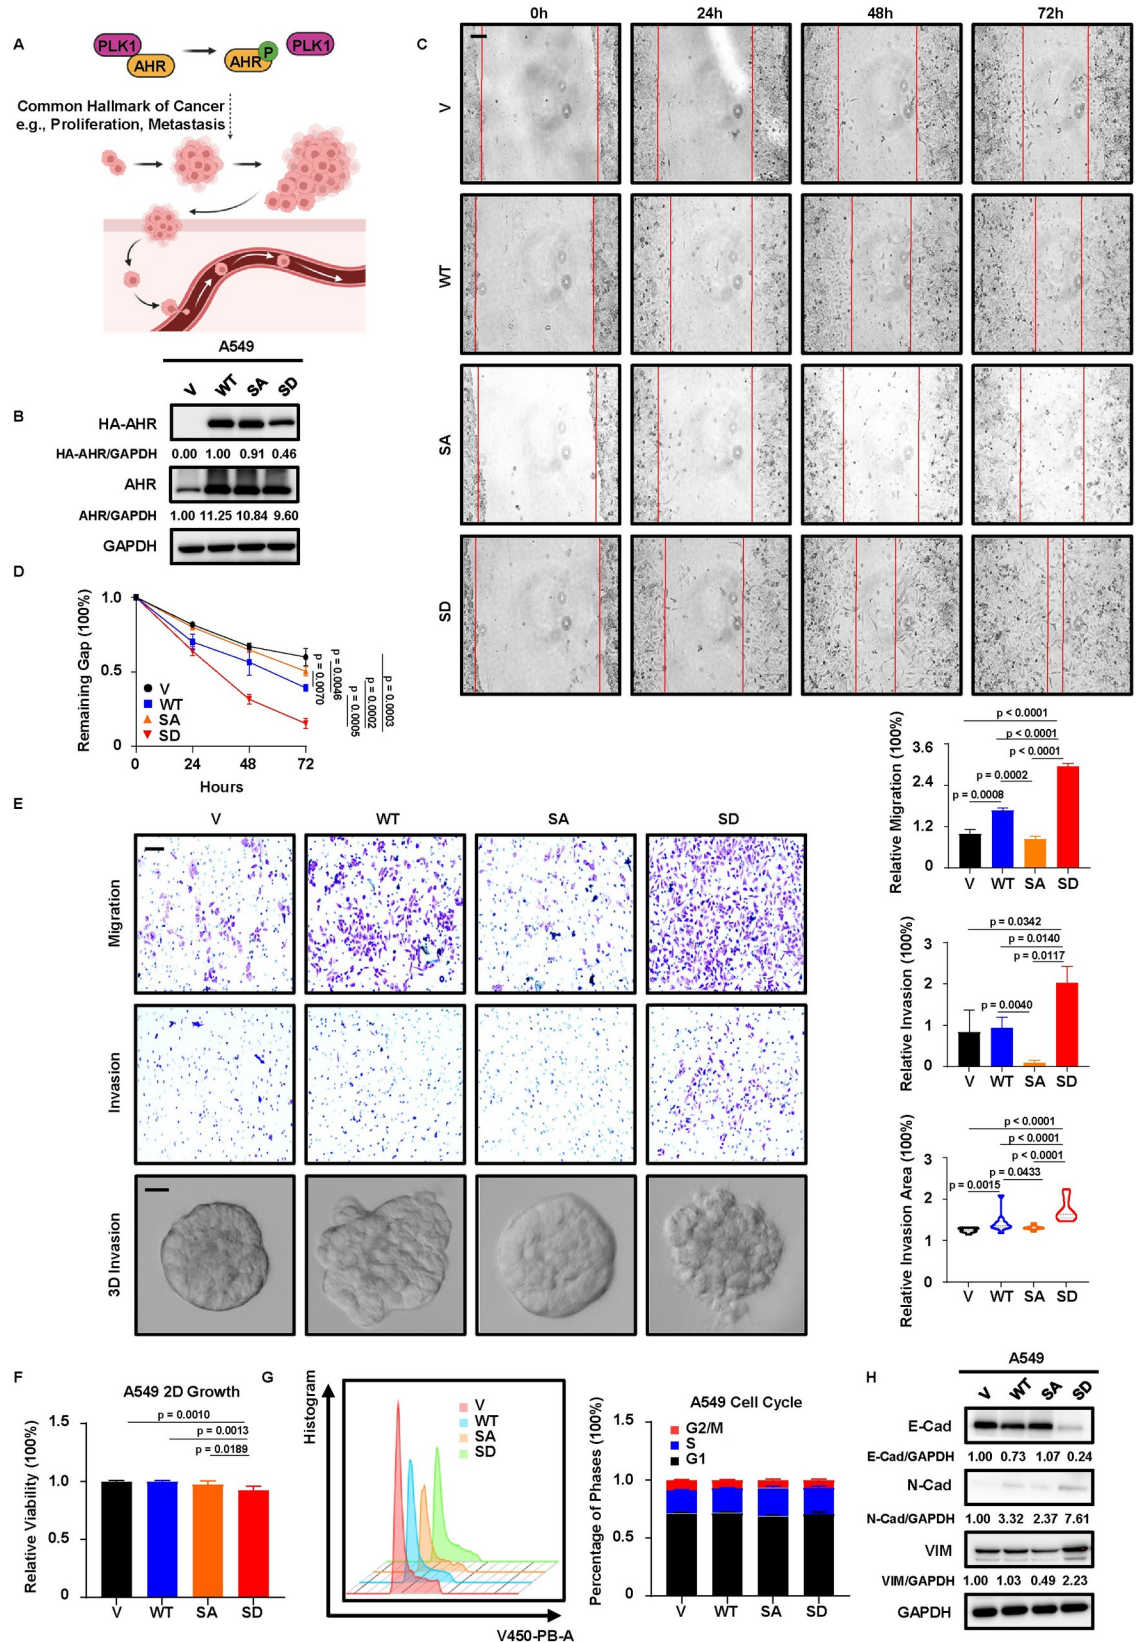 A
PLK1
AHR
AHR
P
PLK1
Common Hallmark of Cancer
e.g., Proliferation, Metastasis
B
A549
V WT SA SD
HA-AHR
HA-AHR/GAPDH 0.00 1.00 0.91 0.46
AHR
AHR/GAPDH 1.00 11.25 10.84 9.60
GAPDH
C
0h 24h 48h 72h
V
WT
SA
SD
D
Remaining Gap (100%)
1.0
0.5
0
V
WT
SA
SD
0 24 48 72
Hours
p = 0.0070
p = 0.0046
p = 0.0005
p = 0.0002
p = 0.0003
E
V WT SA SD
Migration
Invasion
3D Invasion
Relative Migration (100%)
3.6
2.4
1.2
0
p < 0.0001
p < 0.0001
p < 0.0001
p = 0.0002
p = 0.0008
V WT SA SD
Relative Invasion (100%)
3
2
1
0
p = 0.0342
p = 0.0140
p = 0.0117
p = 0.0040
V WT SA SD
Relative Invasion Area (100%)
3
2
1
0
p < 0.0001
p < 0.0001
p < 0.0001
p = 0.0433
p = 0.0015
V WT SA SD
F
A549 2D Growth
Relative Viability (100%)
1.5
1.0
0.5
0
p = 0.0010
p = 0.0013
p = 0.0189
V WT SA SD
G
Histogram
V
WT
SA
SD
V450-PB-A
A549 Cell Cycle
Percentage of Phases (100%)
1.5
1.0
0.5
0
G2/M
S
G1
V WT SA SD
H
A549
V WT SA SD
E-Cad
E-Cad/GAPDH 1.00 0.73 1.07 0.24
N-Cad
N-Cad/GAPDH 1.00 3.32 2.37 7.61
VIM
VIM/GAPDH 1.00 1.03 0.49 2.23
GAPDH